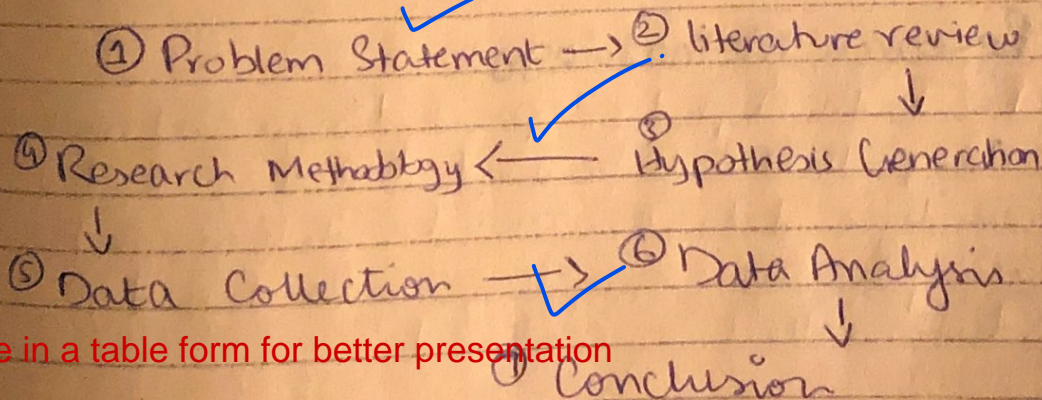 ① Problem Statement → ② literature review
↓
④ Research Methodology ← ③ Hypothesis Generation
↓
⑤ Data Collection → ⑥ Data Analysis
↓
in a table form for better presentation
⑦ Conclusion